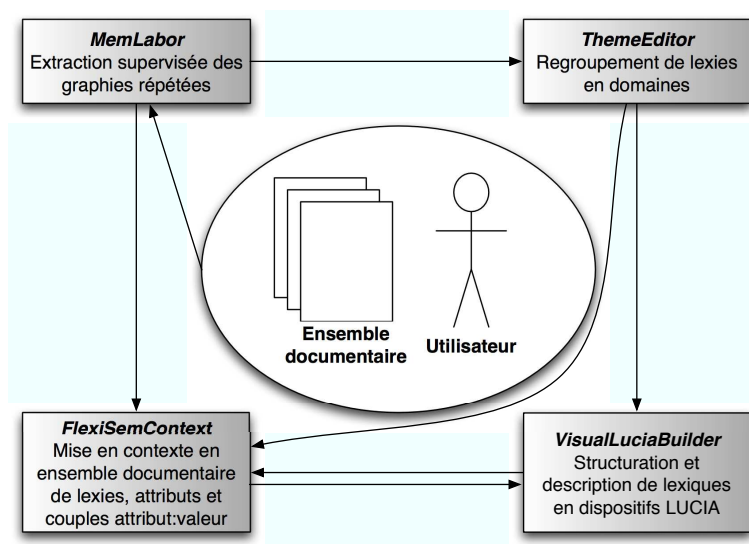 MemLabor
Extraction supervisée des
graphies répétées
ThemeEditor
Regroupement de lexies
en domaines
Ensemble
documentaire
Utilisateur
FlexiSemContext
Mise en contexte en
ensemble documentaire
de lexies, attributs et
couples attribut:valeur
VisualLuciaBuilder
Structuration et
description de lexiques
en dispositifs LUCIA